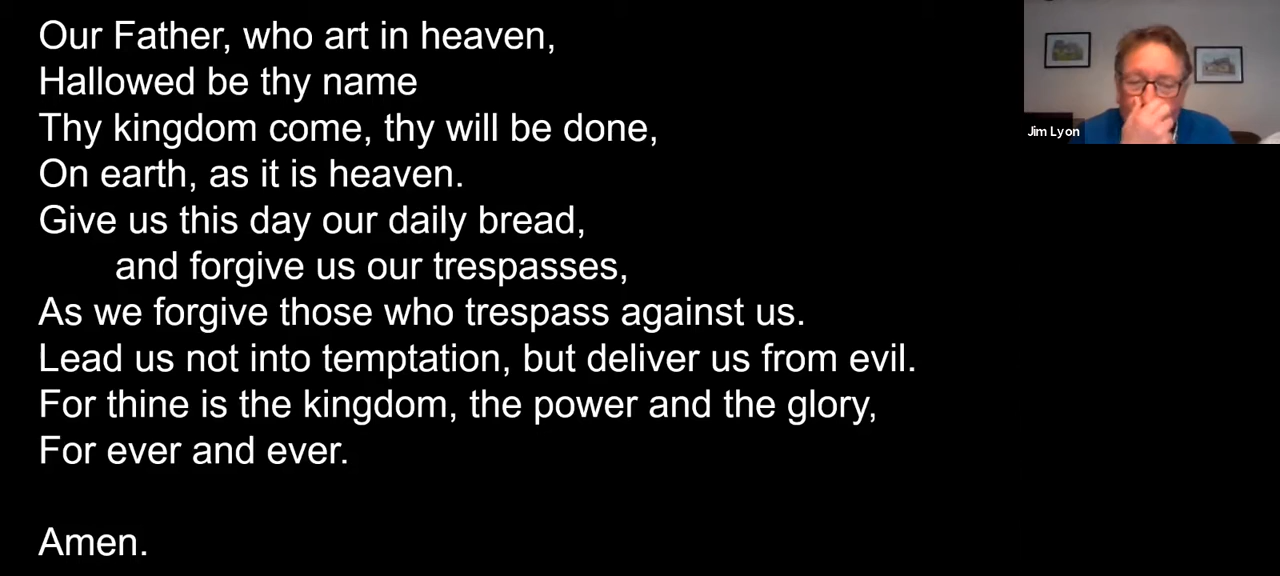 Our Father, who art in heaven,
Hallowed be thy name
Thy kingdom come, thy will be done,
On earth, as it is heaven.
Give us this day our daily bread,
and forgive us our trespasses,
As we forgive those who trespass against us.
Lead us not into temptation, but deliver us from evil.
For thine is the kingdom, the power and the glory,
For ever and ever.
Amen.
Jim Lyon